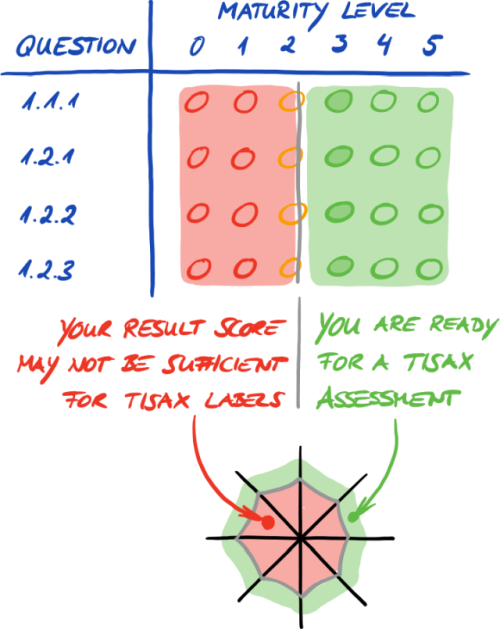 MATURITY LEVEL
QUESTION 0 1 2 3 4 5
1.1.1
1.2.1
1.2.2
1.2.3
YOUR RESULT SCORE
MAY NOT BE SUFFICIENT
FOR TISAX LABELS
YOU ARE READY
FOR A TISAX
ASSESSMENT